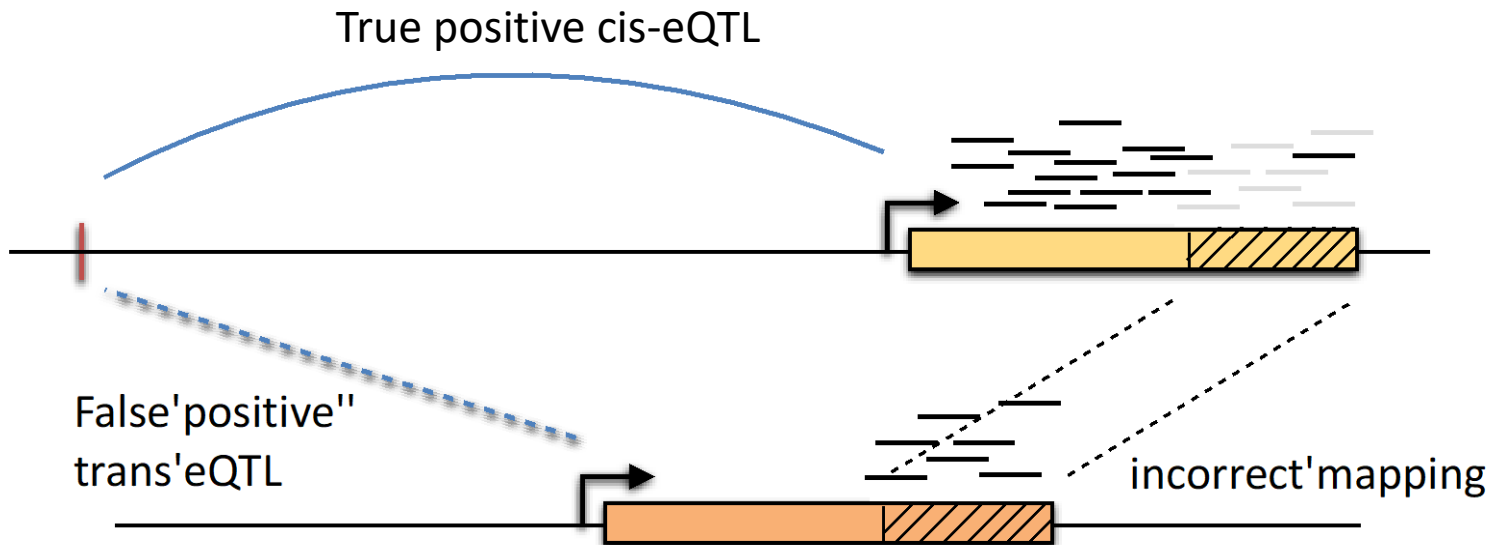 True positive cis-eQTL
False'positive''
trans'eQTL
incorrect'mapping